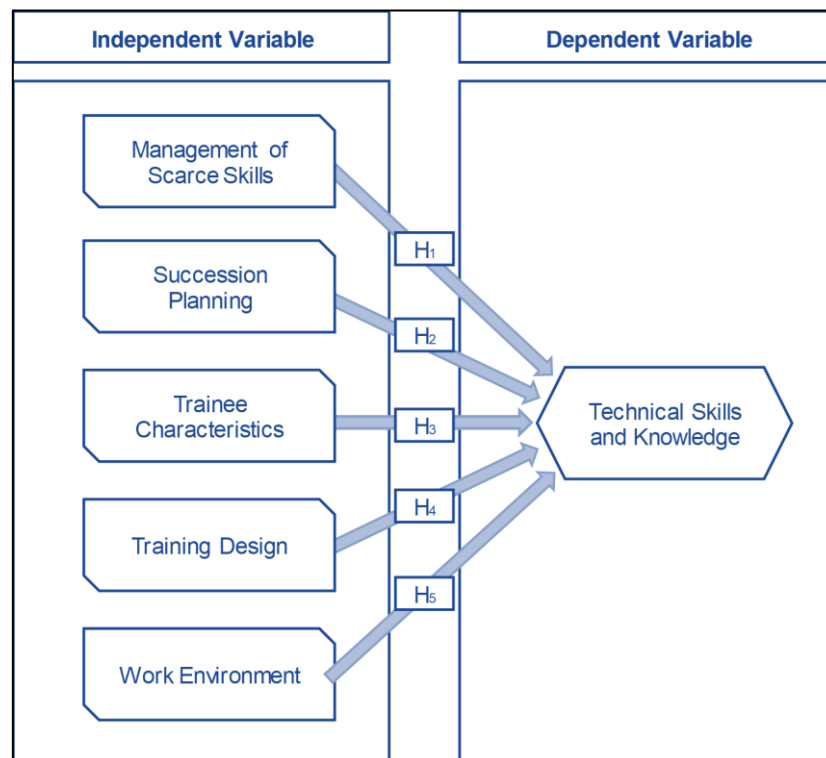 Independent Variable
Dependent Variable
Management of
Scarce Skills
H₁
Succession
Planning
H₂
Trainee
Characteristics
H₃
Technical Skills
and Knowledge
Training Design
H₄
H₅
Work Environment